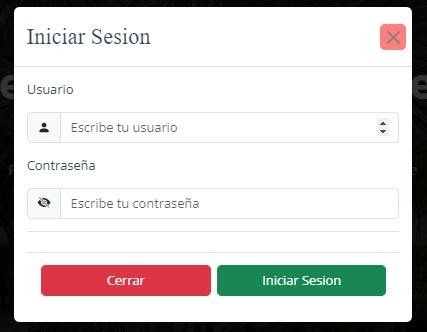 Iniciar Sesion
Usuario
Escribe tu usuario
Contraseña
Escribe tu contraseña
Cerrar
Iniciar Sesion